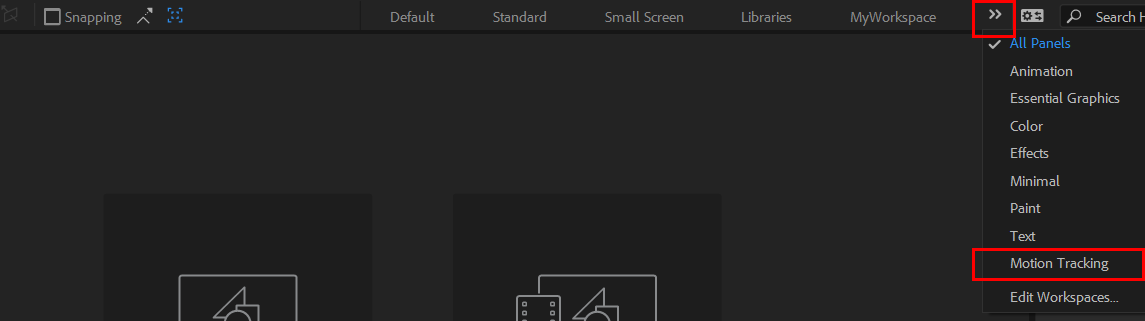 Snapping Default Standard Small Screen Libraries MyWorkspace Search H
All Panels
Animation
Essential Graphics
Color
Effects
Minimal
Paint
Text
Motion Tracking
Edit Workspaces...